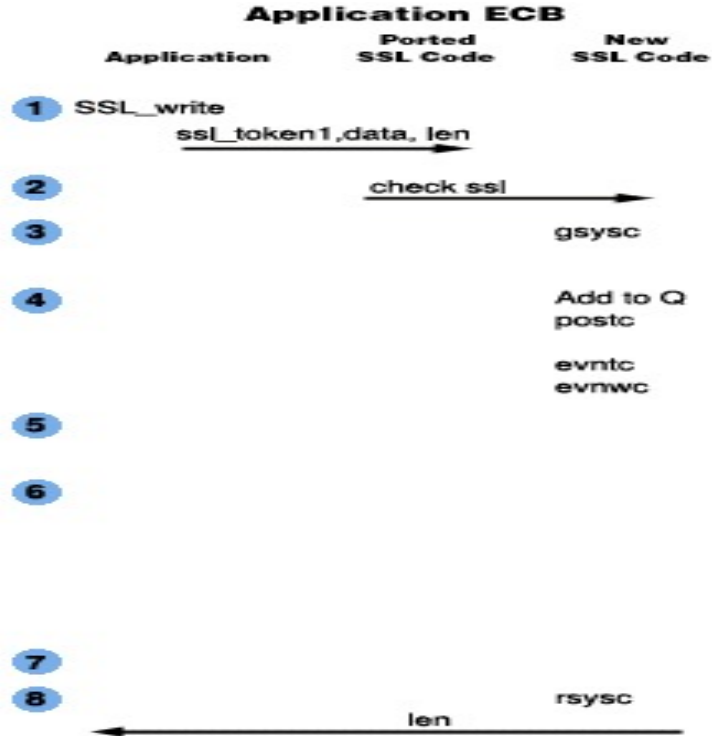 Application ECB
Application
Ported
SSL Code
New
SSL Code
1 SSL_write
ssl_token1,data, len
2 check ssl
3 gsysc
4 Add to Q
postc
evntc
evnwc
5
6
7
8 rsysc
len